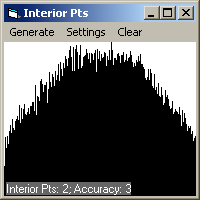 Interior Pts
Generate Settings Clear
Interior Pts: 2; Accuracy: 3